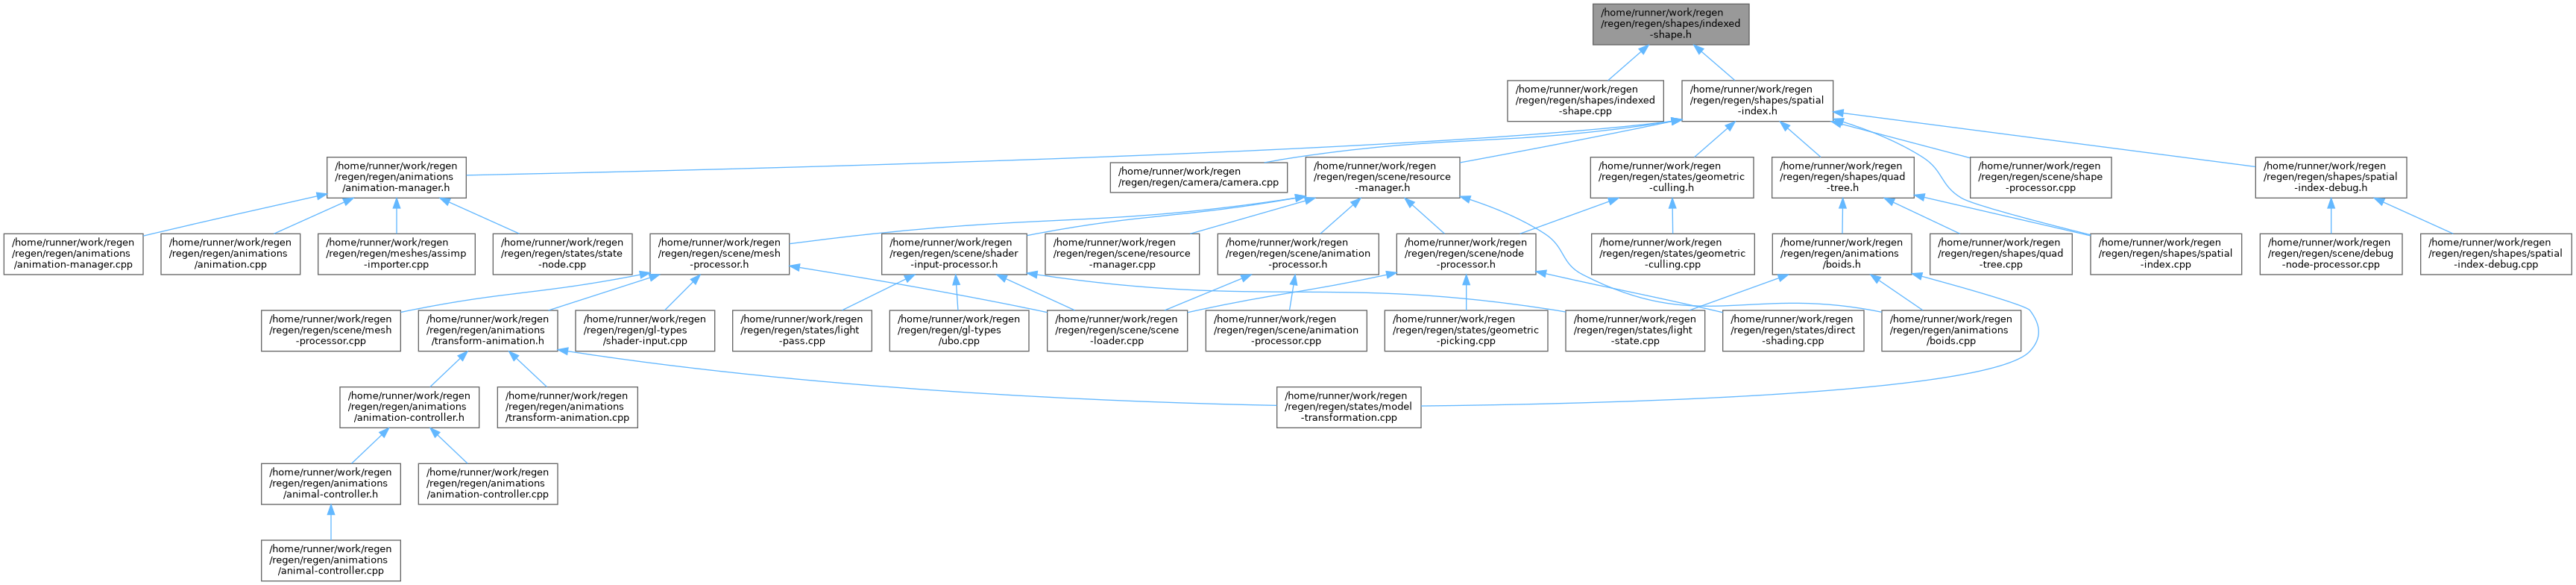 /home/runner/work/regen
/regen/regen/shapes/indexed
-shape.h
/home/runner/work/regen
/regen/regen/shapes/indexed
-shape.cpp
/home/runner/work/regen
/regen/regen/shapes/spatial
-index.h
/home/runner/work/regen
/regen/regen/animations
/animation-manager.h
/home/runner/work/regen
/regen/regen/camera/camera.cpp
/home/runner/work/regen
/regen/regen/scene/resource
-manager.h
/home/runner/work/regen
/regen/regen/states/geometric
-culling.h
/home/runner/work/regen
/regen/regen/shapes/quad
-tree.h
/home/runner/work/regen
/regen/regen/scene/shape
-processor.cpp
/home/runner/work/regen
/regen/regen/shapes/spatial
-index-debug.h
/home/runner/work/regen
/regen/regen/animations
/animation-manager.cpp
/home/runner/work/regen
/regen/regen/animations
/animation.cpp
/home/runner/work/regen
/regen/regen/meshes/assimp
-importer.cpp
/home/runner/work/regen
/regen/regen/states/state
-node.cpp
/home/runner/work/regen
/regen/regen/scene/mesh
-processor.h
/home/runner/work/regen
/regen/regen/scene/shader
-input-processor.h
/home/runner/work/regen
/regen/regen/scene/resource
-manager.cpp
/home/runner/work/regen
/regen/regen/scene/animation
-processor.h
/home/runner/work/regen
/regen/regen/scene/node
-processor.h
/home/runner/work/regen
/regen/regen/states/geometric
-culling.cpp
/home/runner/work/regen
/regen/regen/animations
/boids.h
/home/runner/work/regen
/regen/regen/shapes/quad
-tree.cpp
/home/runner/work/regen
/regen/regen/shapes/spatial
-index.cpp
/home/runner/work/regen
/regen/regen/scene/debug
-node-processor.cpp
/home/runner/work/regen
/regen/regen/shapes/spatial
-index-debug.cpp
/home/runner/work/regen
/regen/regen/scene/mesh
-processor.cpp
/home/runner/work/regen
/regen/regen/animations
/transform-animation.h
/home/runner/work/regen
/regen/regen/gl-types
/shader-input.cpp
/home/runner/work/regen
/regen/regen/states/light
-pass.cpp
/home/runner/work/regen
/regen/regen/gl-types
/ubo.cpp
/home/runner/work/regen
/regen/regen/scene/scene
-loader.cpp
/home/runner/work/regen
/regen/regen/scene/animation
-processor.cpp
/home/runner/work/regen
/regen/regen/states/geometric
-picking.cpp
/home/runner/work/regen
/regen/regen/states/light
-state.cpp
/home/runner/work/regen
/regen/regen/states/direct
-shading.cpp
/home/runner/work/regen
/regen/regen/animations
/boids.cpp
/home/runner/work/regen
/regen/regen/animations
/animation-controller.h
/home/runner/work/regen
/regen/regen/animations
/transform-animation.cpp
/home/runner/work/regen
/regen/regen/states/model
-transformation.cpp
/home/runner/work/regen
/regen/regen/animations
/animal-controller.h
/home/runner/work/regen
/regen/regen/animations
/animation-controller.cpp
/home/runner/work/regen
/regen/regen/animations
/animal-controller.cpp